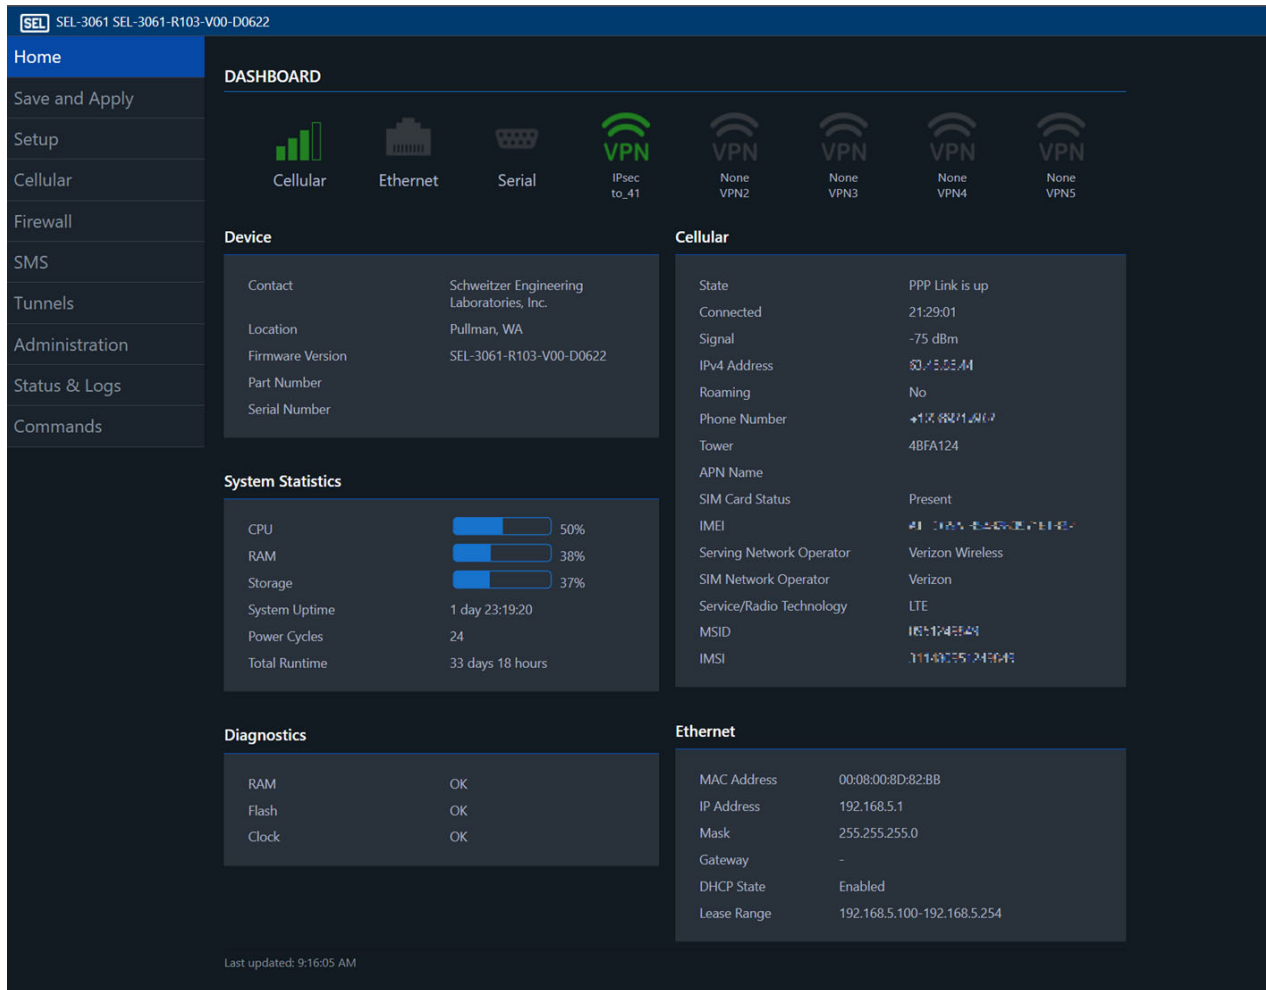 SEL SEL-3061 SEL-3061-R103-V00-D0622
Home
Save and Apply
Setup
Cellular
Firewall
SMS
Tunnels
Administration
Status & Logs
Commands
DASHBOARD
Cellular
Ethernet
Serial
VPN
IPsec
to_41
VPN
None
VPN2
VPN
None
VPN3
VPN
None
VPN4
VPN
None
VPN5
Device
Contact Schweitzer Engineering
Laboratories, Inc.
Location Pullman, WA
Firmware Version SEL-3061-R103-V00-D0622
Part Number
Serial Number
System Statistics
CPU 50%
RAM 38%
Storage 37%
System Uptime 1 day 23:19:20
Power Cycles 24
Total Runtime 33 days 18 hours
Diagnostics
RAM OK
Flash OK
Clock OK
Cellular
State PPP Link is up
Connected 21:29:01
Signal -75 dBm
IPv4 Address
Roaming No
Phone Number
Tower 4BFA124
APN Name
SIM Card Status Present
IMEI
Serving Network Operator Verizon Wireless
SIM Network Operator Verizon
Service/Radio Technology LTE
MSID
IMSI
Ethernet
MAC Address 00:08:00:8D:82:BB
IP Address 192.168.5.1
Mask 255.255.255.0
Gateway -
DHCP State Enabled
Lease Range 192.168.5.100-192.168.5.254
Last updated: 9:16:05 AM